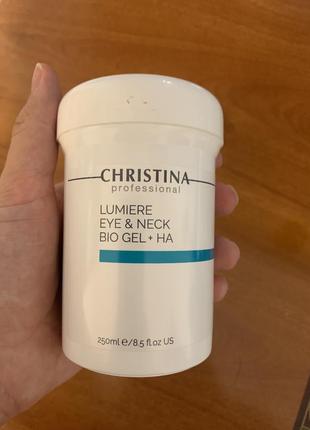 CHRISTINA
professional
LUMIERE
EYE & NECK
BIO GEL + HA
250ml e/8.5 fl.oz US